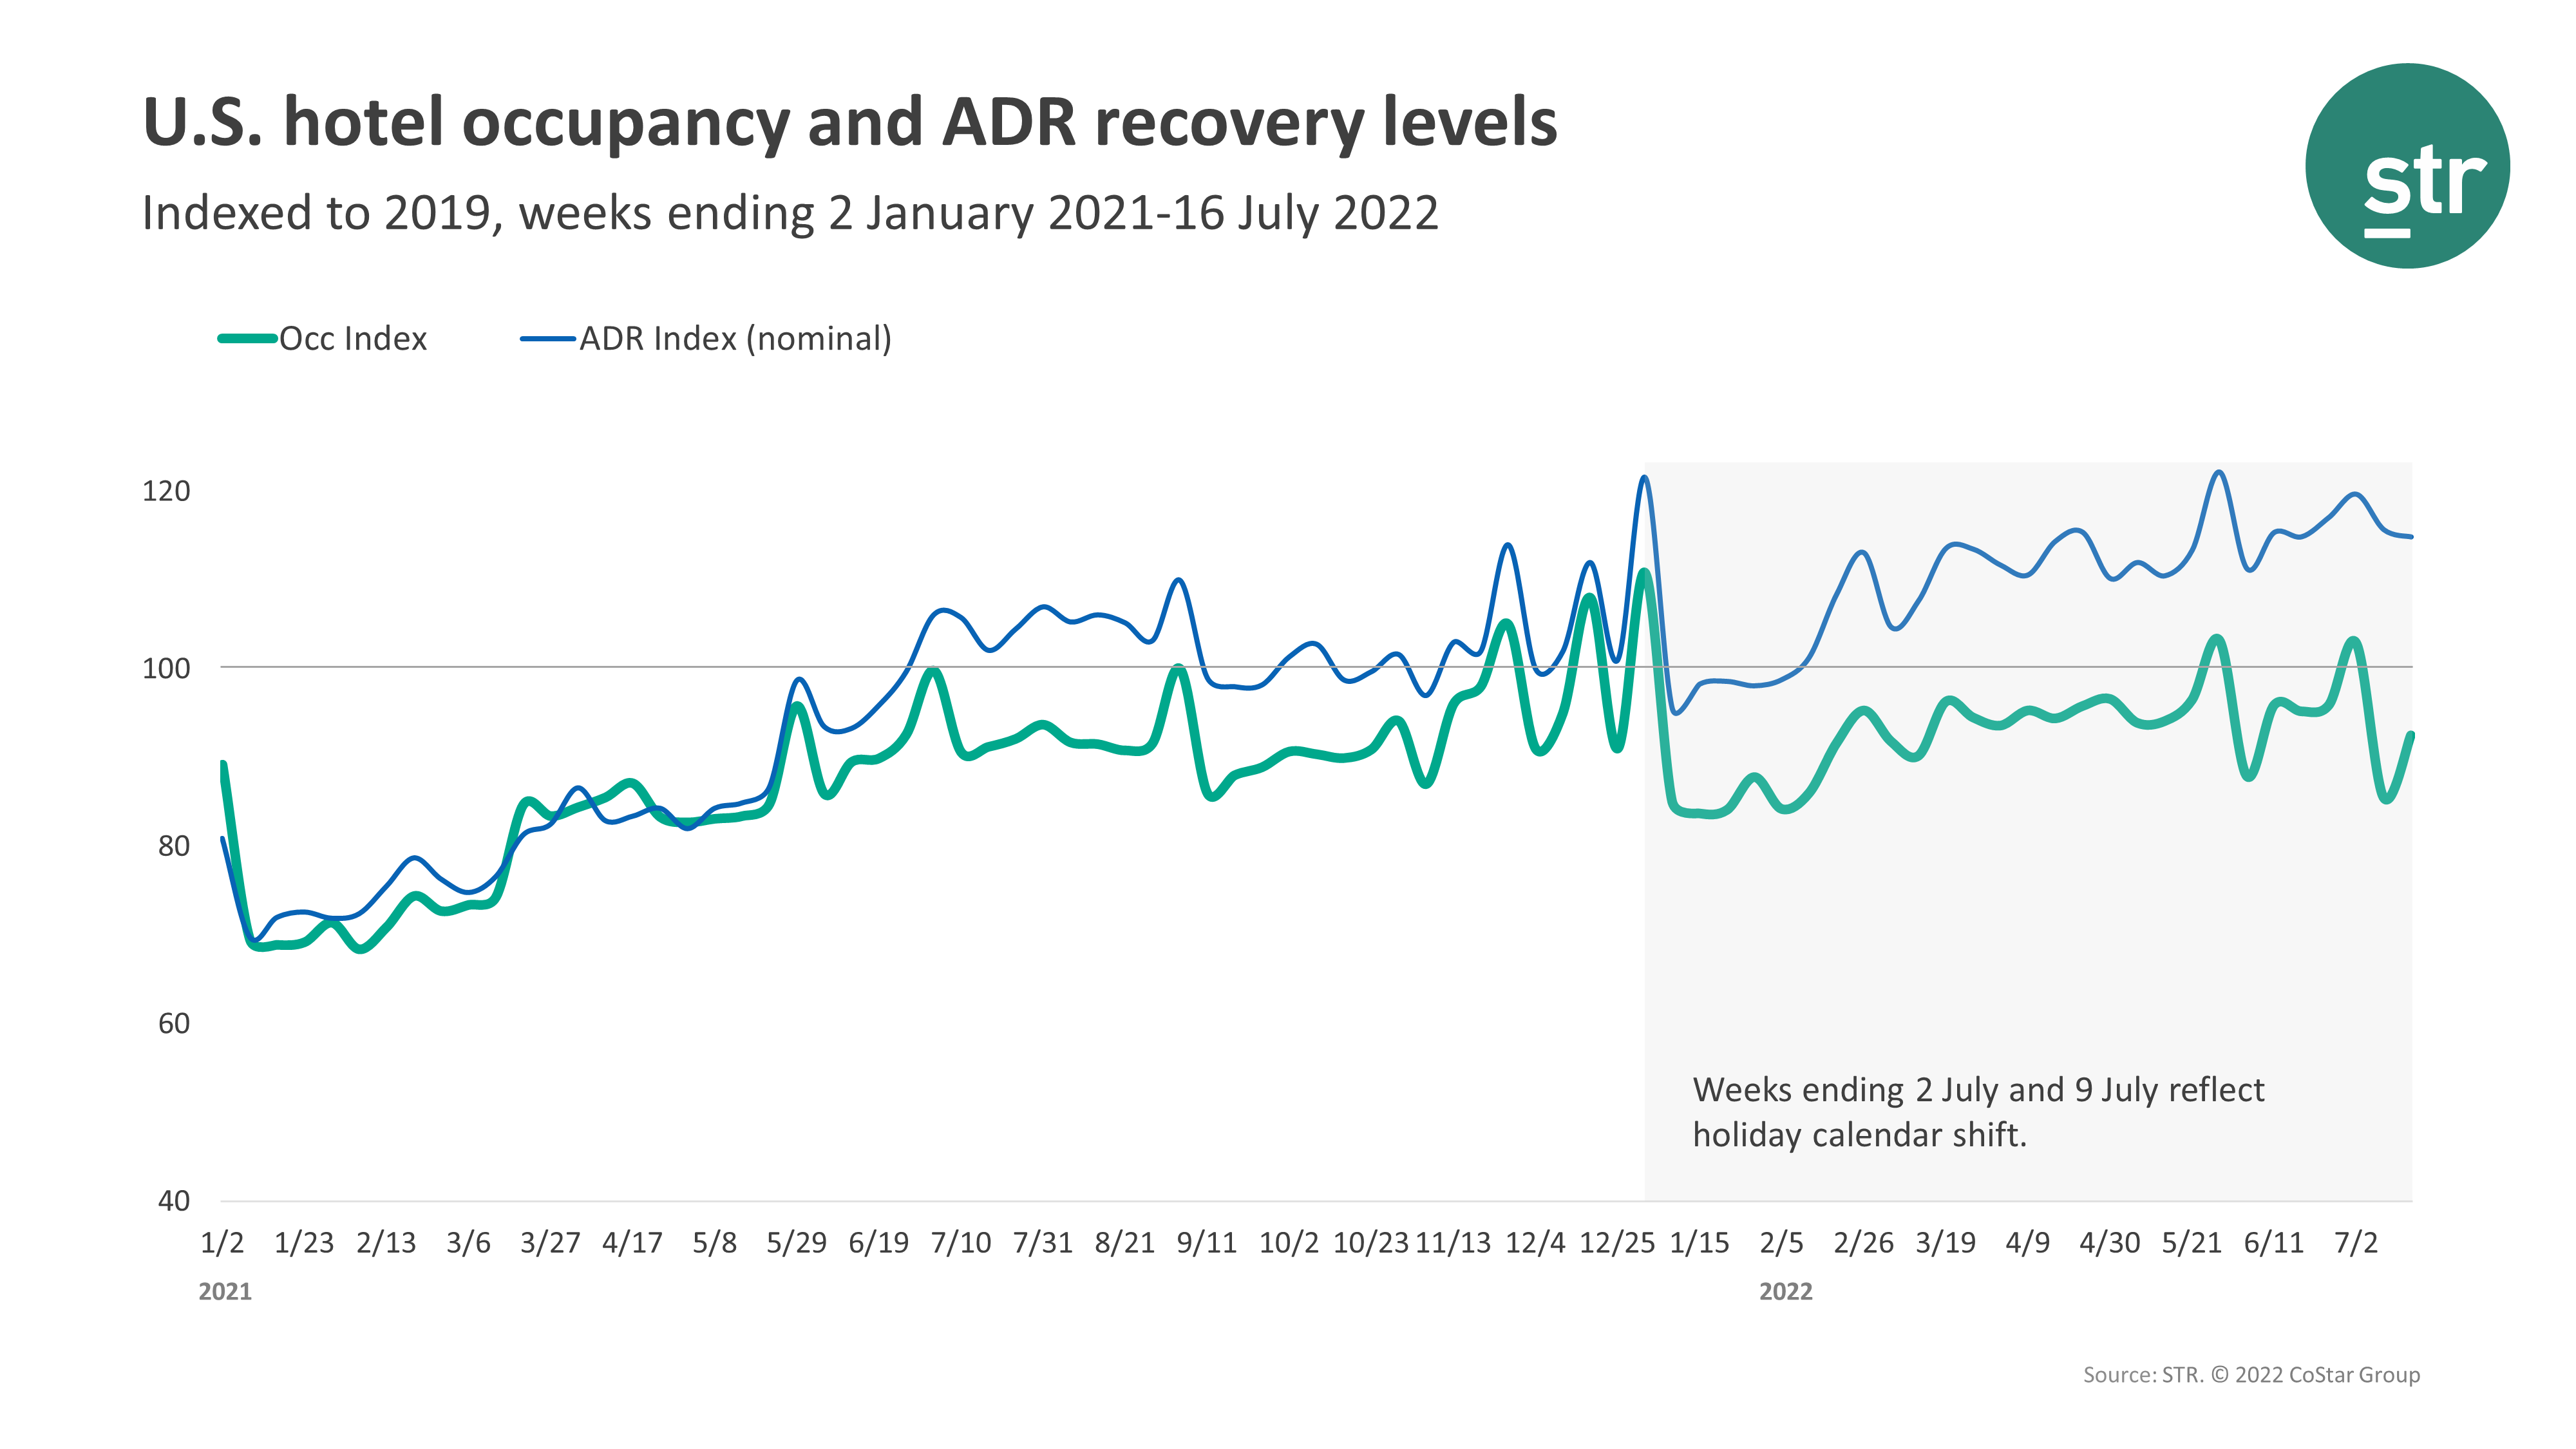 U.S. hotel occupancy and ADR recovery levels
str
Indexed to 2019, weeks ending 2 January 2021-16 July 2022
Occ Index
ADR Index (nominal)
120
100
80
60
40
Weeks ending 2 July and 9 July reflect
holiday calendar shift.
1/2 1/23 2/13 3/6 3/27 4/17 5/8 5/29 6/19 7/10 7/31 8/21 9/11 10/2 10/23 11/13 12/4 12/25 1/15 2/5 2/26 3/19 4/9 4/30 5/21 6/11 7/2
2021 2022
Source: STR. © 2022 CoStar Group